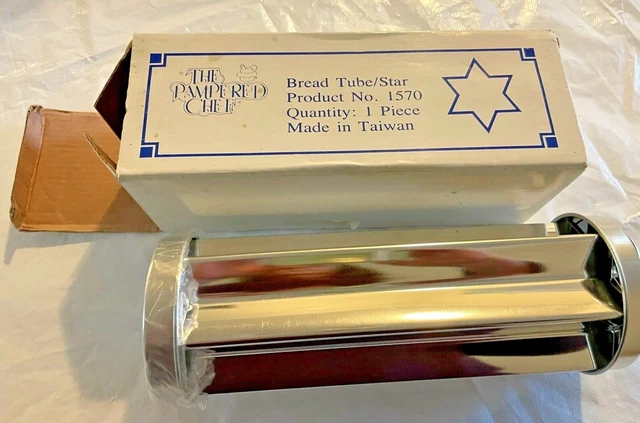 THE
PAMPERED
CHEF
Bread Tube/Star
Product No. 1570
Quantity: 1 Piece
Made in Taiwan